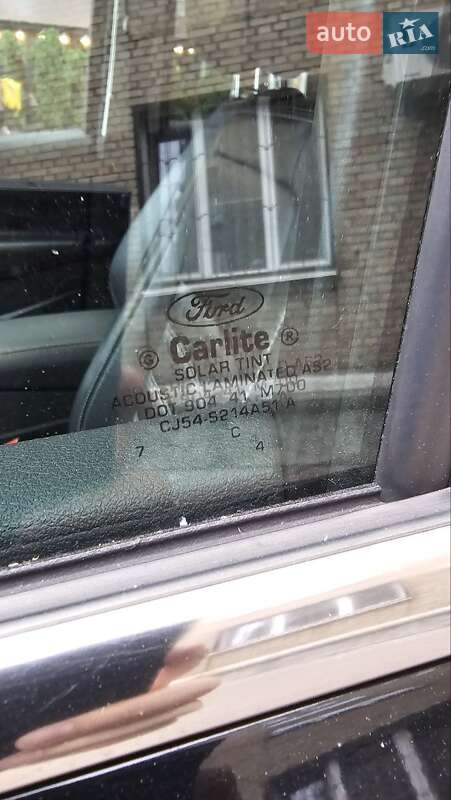 auto RIA
.com
Ford
G Carlite ®
SOLAR TINT
ACOUSTIC LAMINATED AS2
DOT 904 41 M700
CJ54-5214A51 A
C
7 4